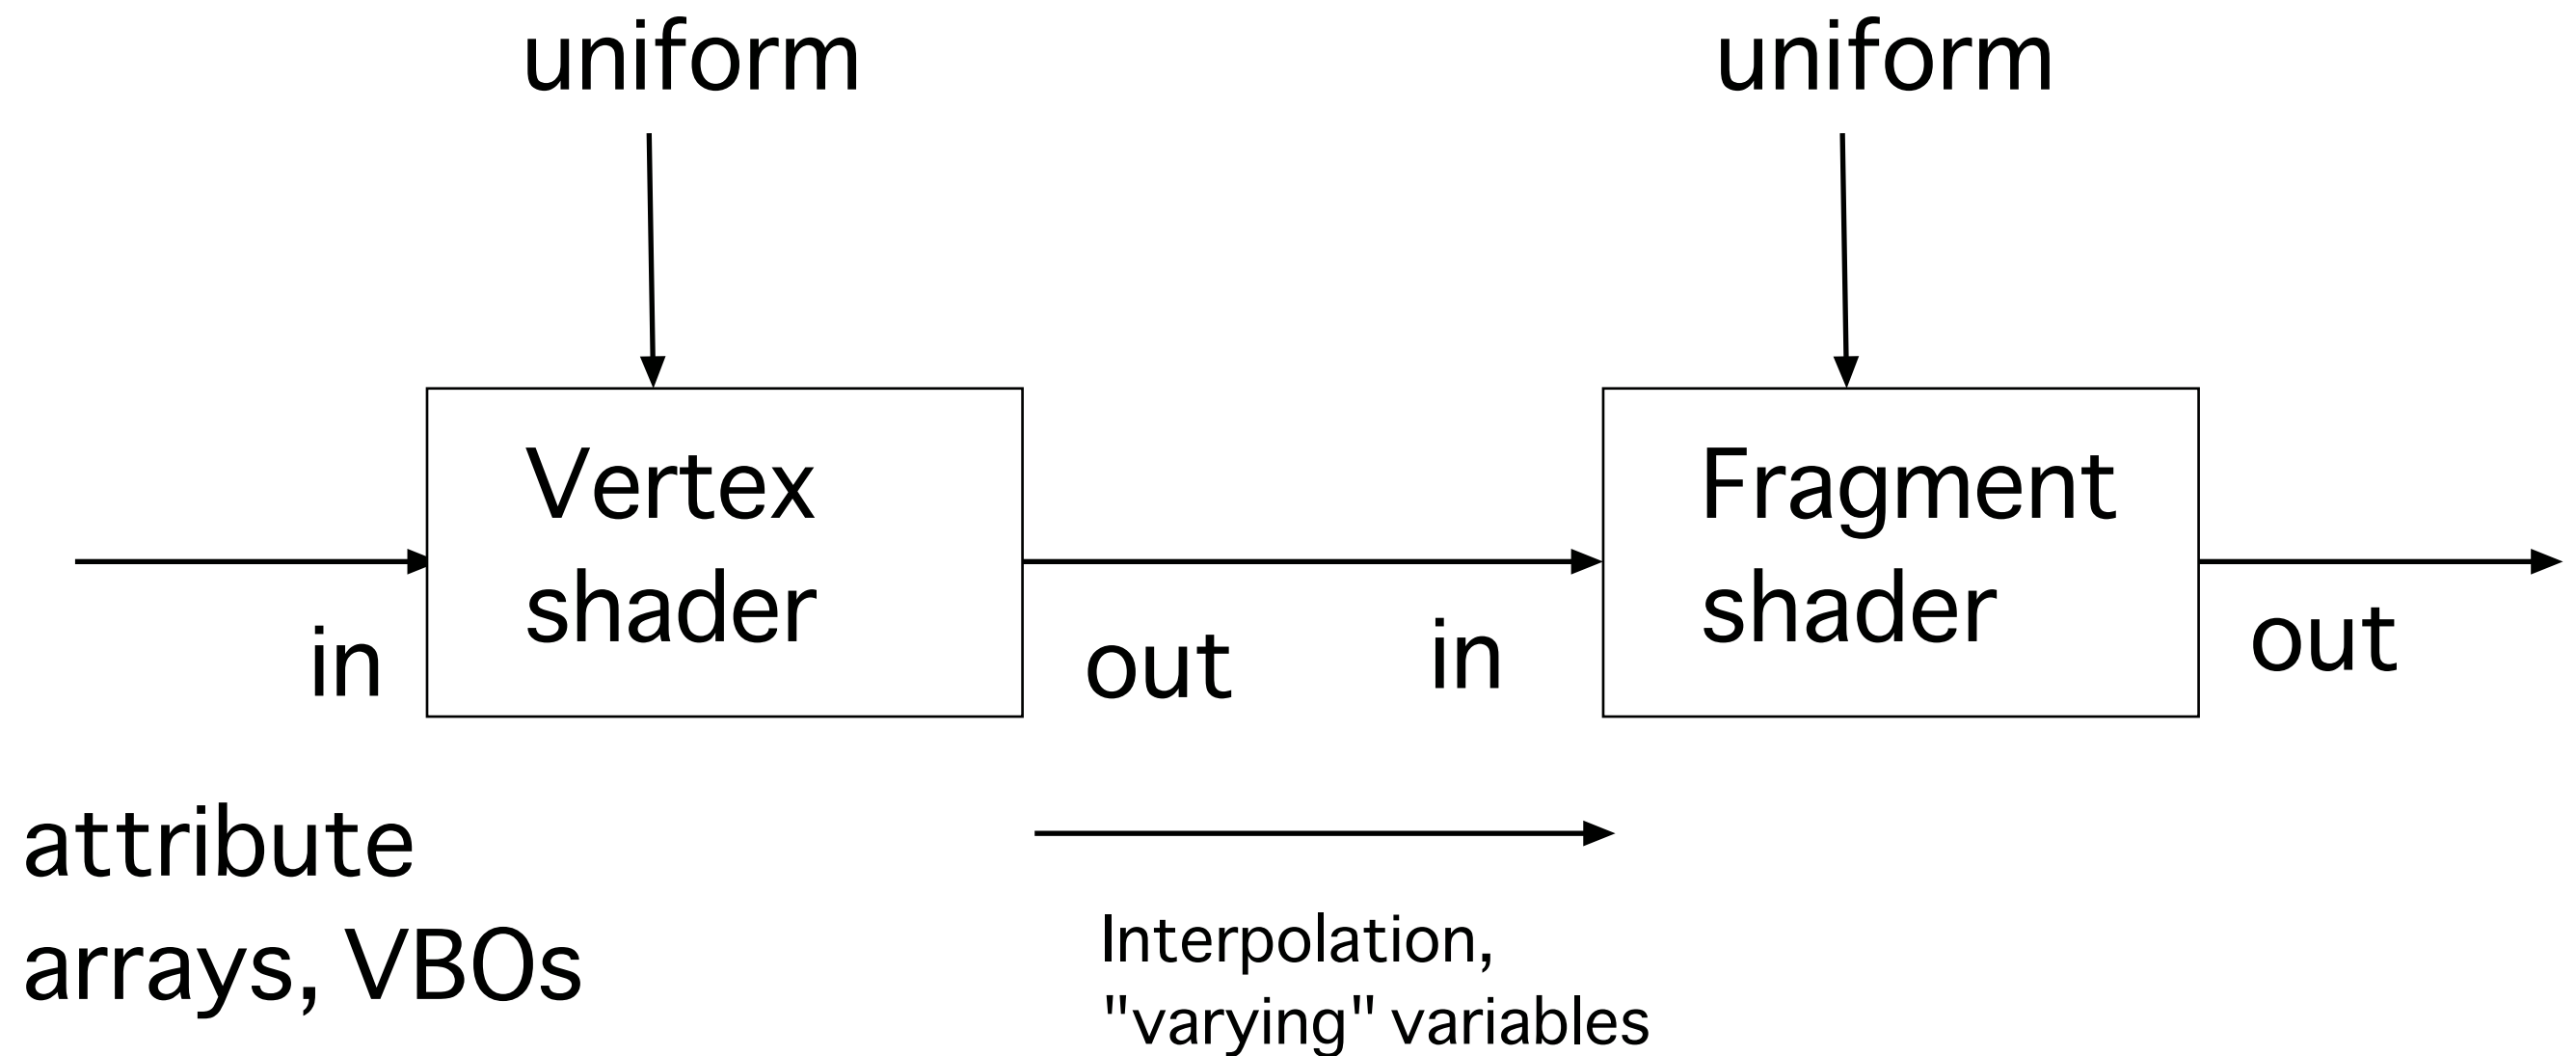 uniform
uniform
Vertex
shader
Fragment
shader
in
out
in
out
attribute
arrays, VBOs
Interpolation,
"varying" variables